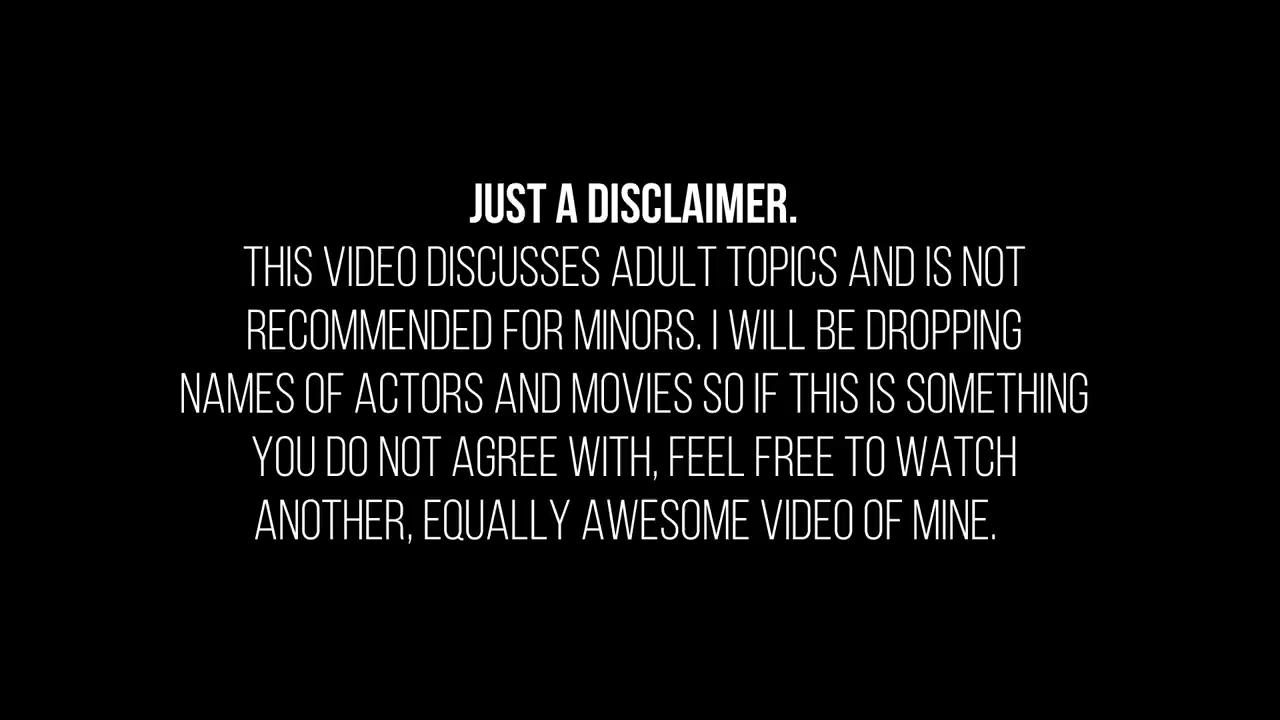 JUST A DISCLAIMER.
THIS VIDEO DISCUSSES ADULT TOPICS AND IS NOT
RECOMMENDED FOR MINORS. I WILL BE DROPPING
NAMES OF ACTORS AND MOVIES SO IF THIS IS SOMETHING
YOU DO NOT AGREE WITH, FEEL FREE TO WATCH
ANOTHER, EQUALLY AWESOME VIDEO OF MINE.